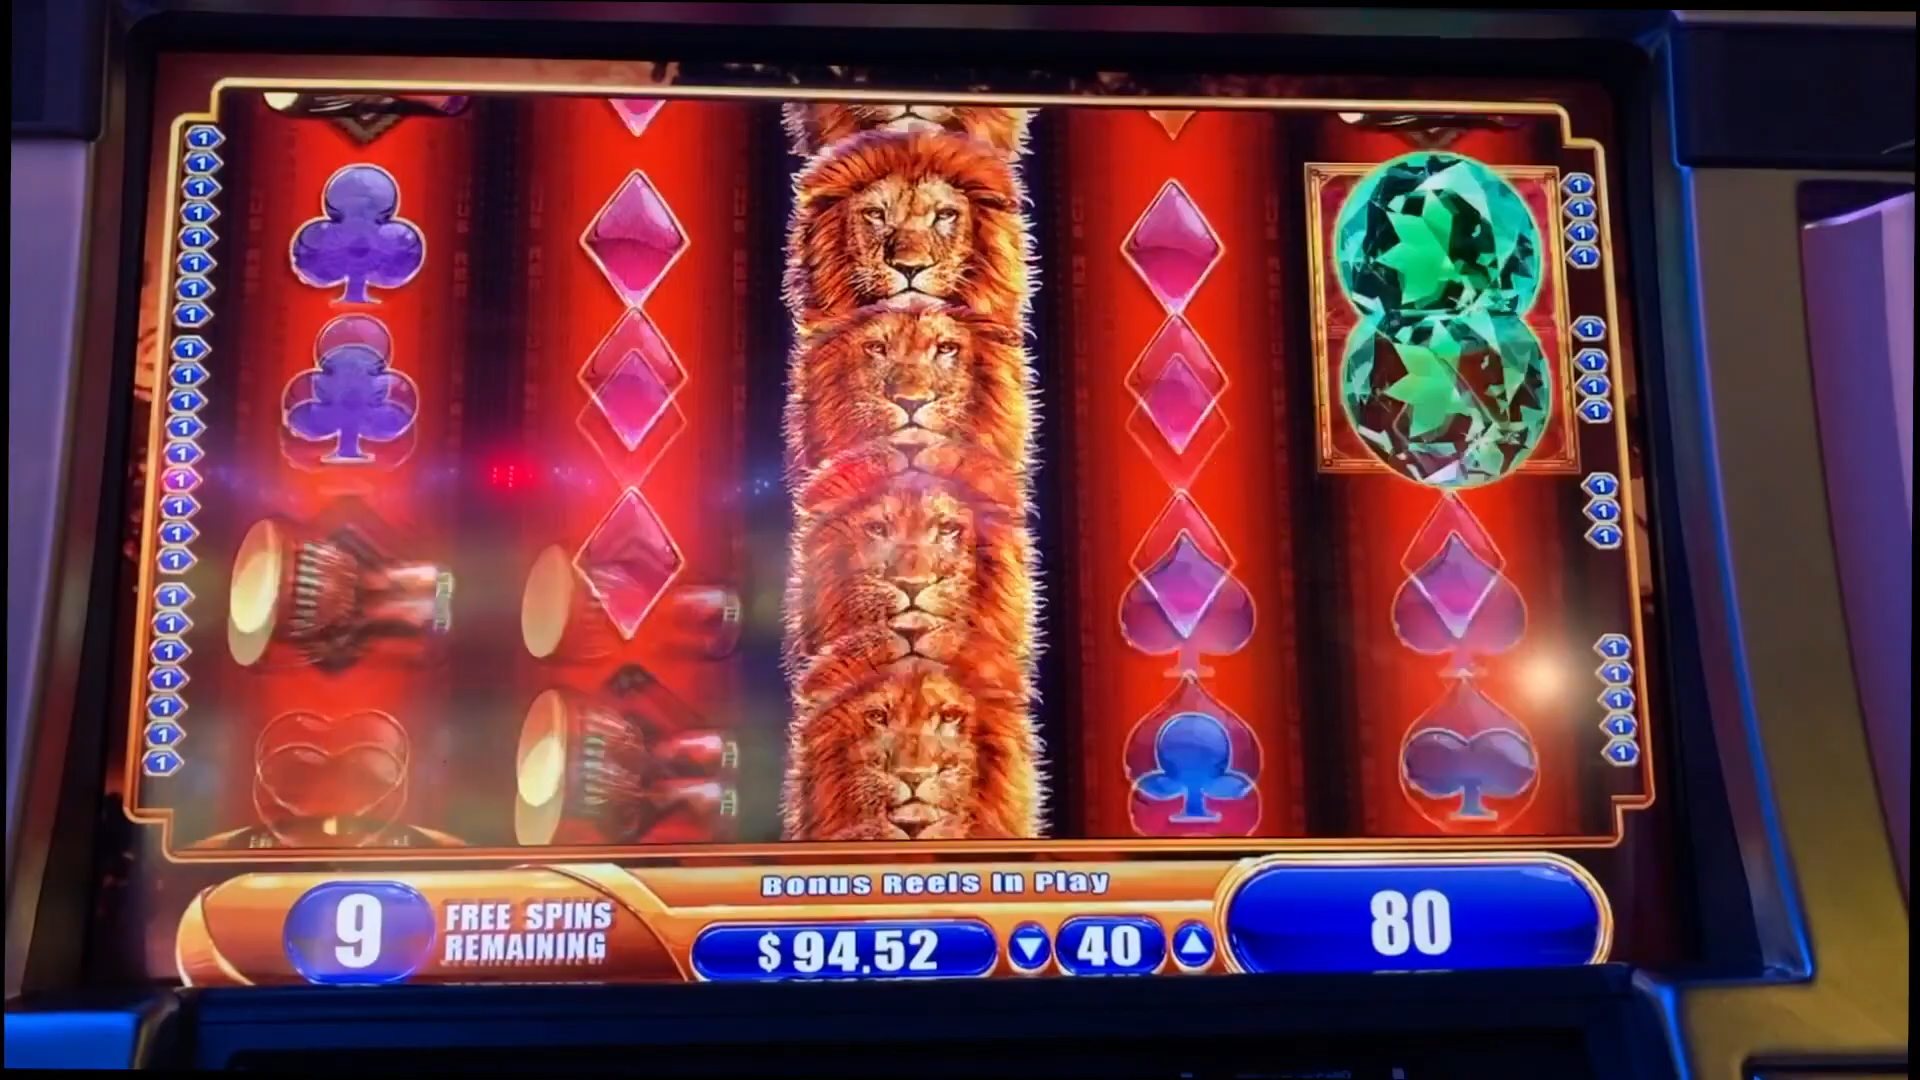 Bonus Reels In Play
9
FREE SPINS
REMAINING
$ 94.52
40
80